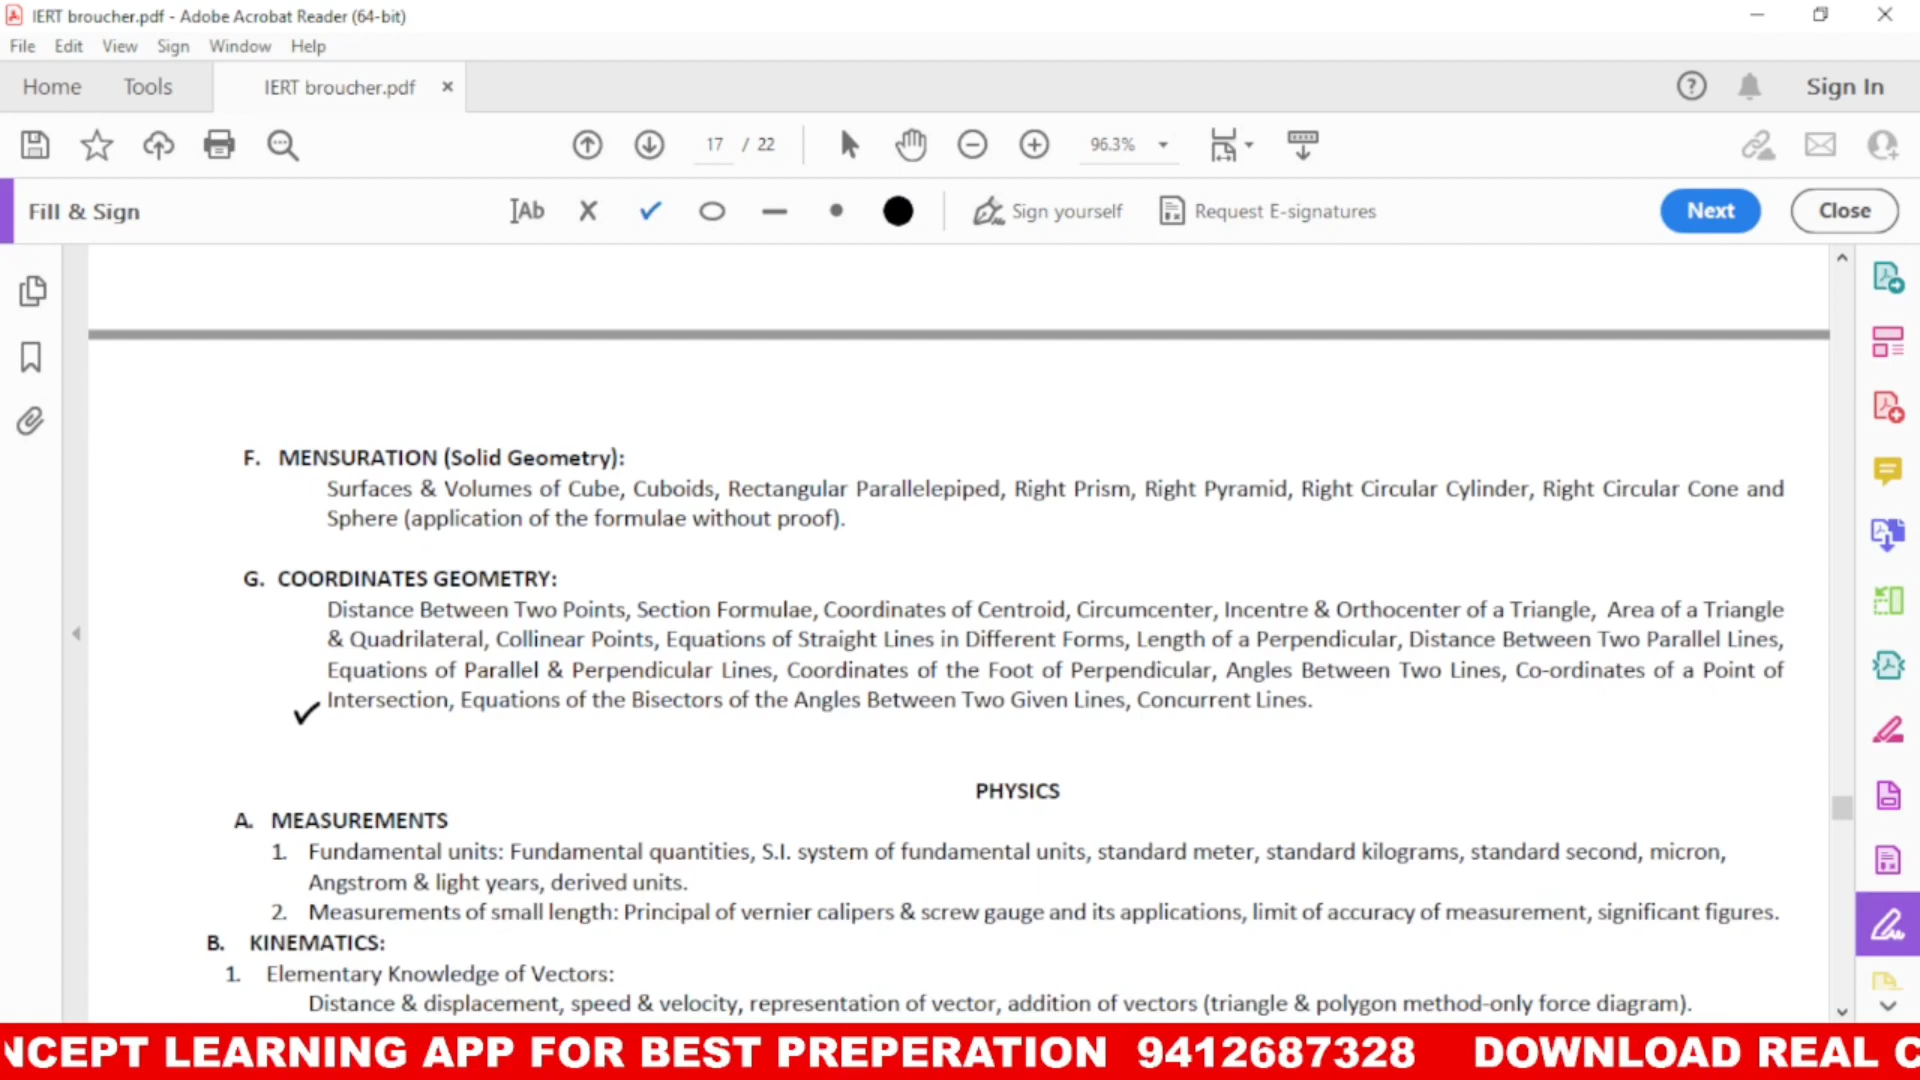 IERT broucher.pdf - Adobe Acrobat Reader (64-bit)
File Edit View Sign Window Help
Home Tools IERT broucher.pdf × Sign In
17 / 22 96.3%
Fill & Sign Ab Sign yourself Request E-signatures Next Close
F. MENSURATION (Solid Geometry):
Surfaces & Volumes of Cube, Cuboids, Rectangular Parallelepiped, Right Prism, Right Pyramid, Right Circular Cylinder, Right Circular Cone and
Sphere (application of the formulae without proof).
G. COORDINATES GEOMETRY:
Distance Between Two Points, Section Formulae, Coordinates of Centroid, Circumcenter, Incentre & Orthocenter of a Triangle, Area of a Triangle
& Quadrilateral, Collinear Points, Equations of Straight Lines in Different Forms, Length of a Perpendicular, Distance Between Two Parallel Lines,
Equations of Parallel & Perpendicular Lines, Coordinates of the Foot of Perpendicular, Angles Between Two Lines, Co-ordinates of a Point of
Intersection, Equations of the Bisectors of the Angles Between Two Given Lines, Concurrent Lines.
PHYSICS
A. MEASUREMENTS
1. Fundamental units: Fundamental quantities, S.I. system of fundamental units, standard meter, standard kilograms, standard second, micron,
Angstrom & light years, derived units.
2. Measurements of small length: Principal of vernier calipers & screw gauge and its applications, limit of accuracy of measurement, significant figures.
B. KINEMATICS:
1. Elementary Knowledge of Vectors:
Distance & displacement, speed & velocity, representation of vector, addition of vectors (triangle & polygon method-only force diagram).
NCEPT LEARNING APP FOR BEST PREPERATION 9412687328 DOWNLOAD REAL C